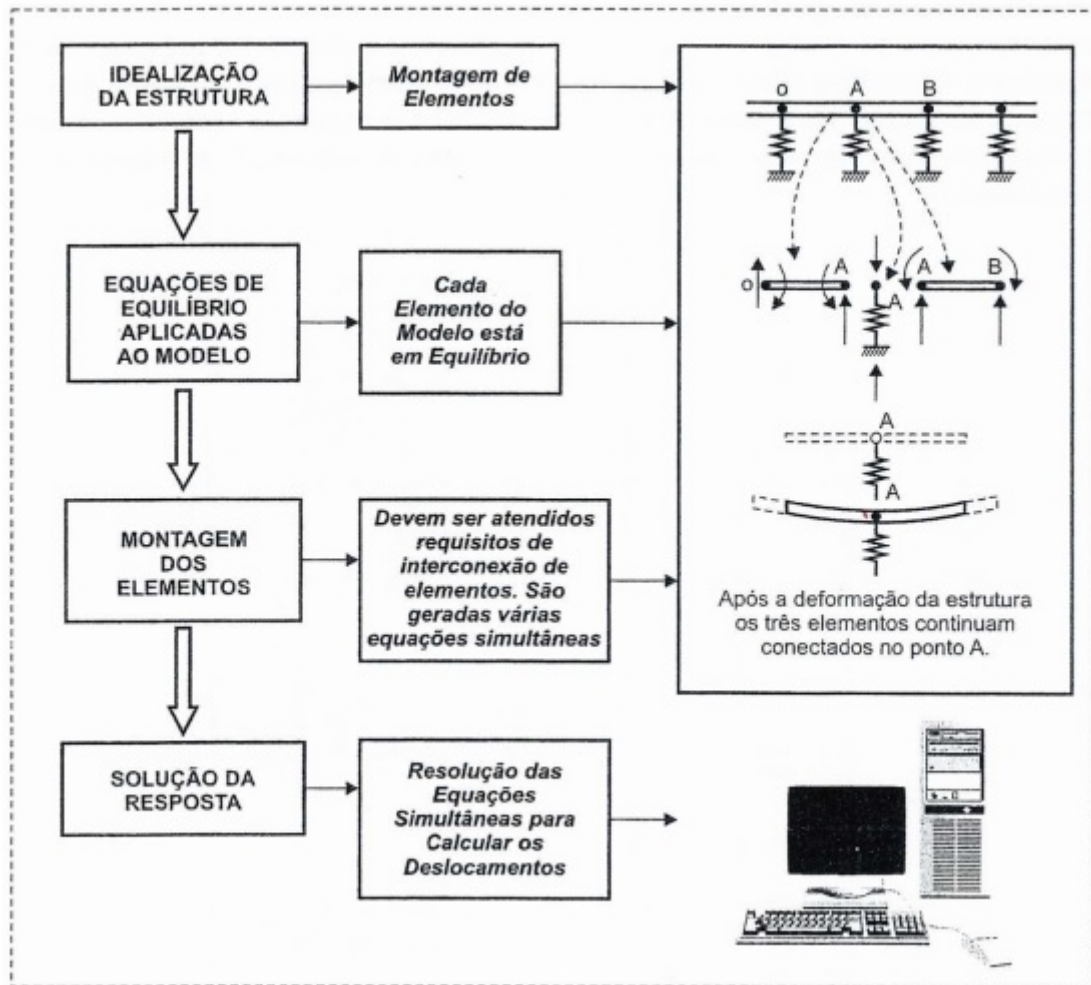 IDEALIZAÇÃO
DA ESTRUTURA
Montagem de
Elementos
o A B
EQUAÇÕES DE
EQUILÍBRIO
APLICADAS
AO MODELO
Cada
Elemento do
Modelo está
em Equilíbrio
o A A A B
A
A
MONTAGEM
DOS
ELEMENTOS
Devem ser atendidos
requisitos de
interconexão de
elementos. São
geradas várias
equações simultâneas
Após a deformação da estrutura
os três elementos continuam
conectados no ponto A.
SOLUÇÃO DA
RESPOSTA
Resolução das
Equações
Simultâneas para
Calcular os
Deslocamentos